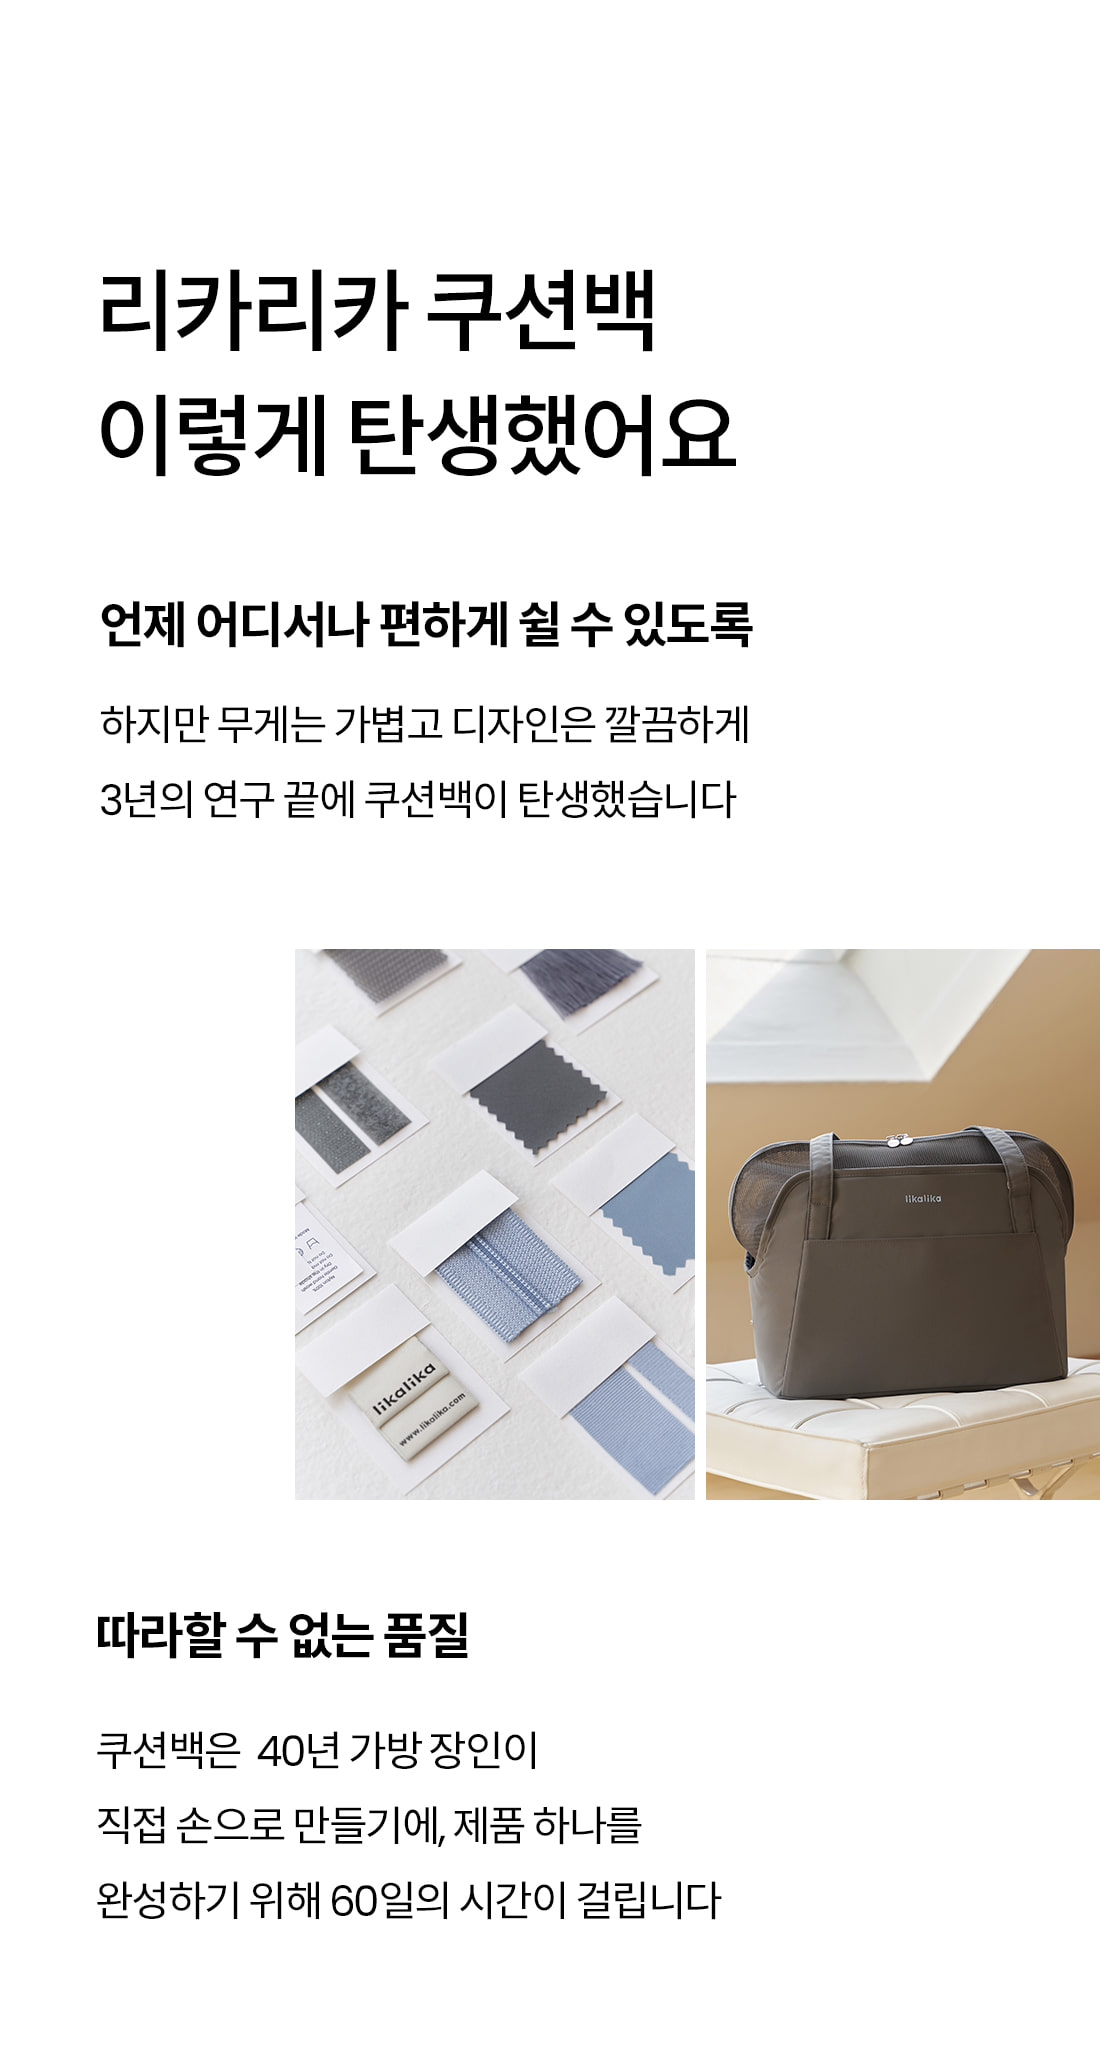 리카리카 쿠션백
이렇게 탄생했어요
언제 어디서나 편하게 쉴 수 있도록
하지만 무게는 가볍고 디자인은 깔끔하게
3년의 연구 끝에 쿠션백이 탄생했습니다
likalika
www.likalika.com
likalika
따라할 수 없는 품질
쿠션백은 40년 가방 장인이
직접 손으로 만들기에, 제품 하나를
완성하기 위해 60일의 시간이 걸립니다